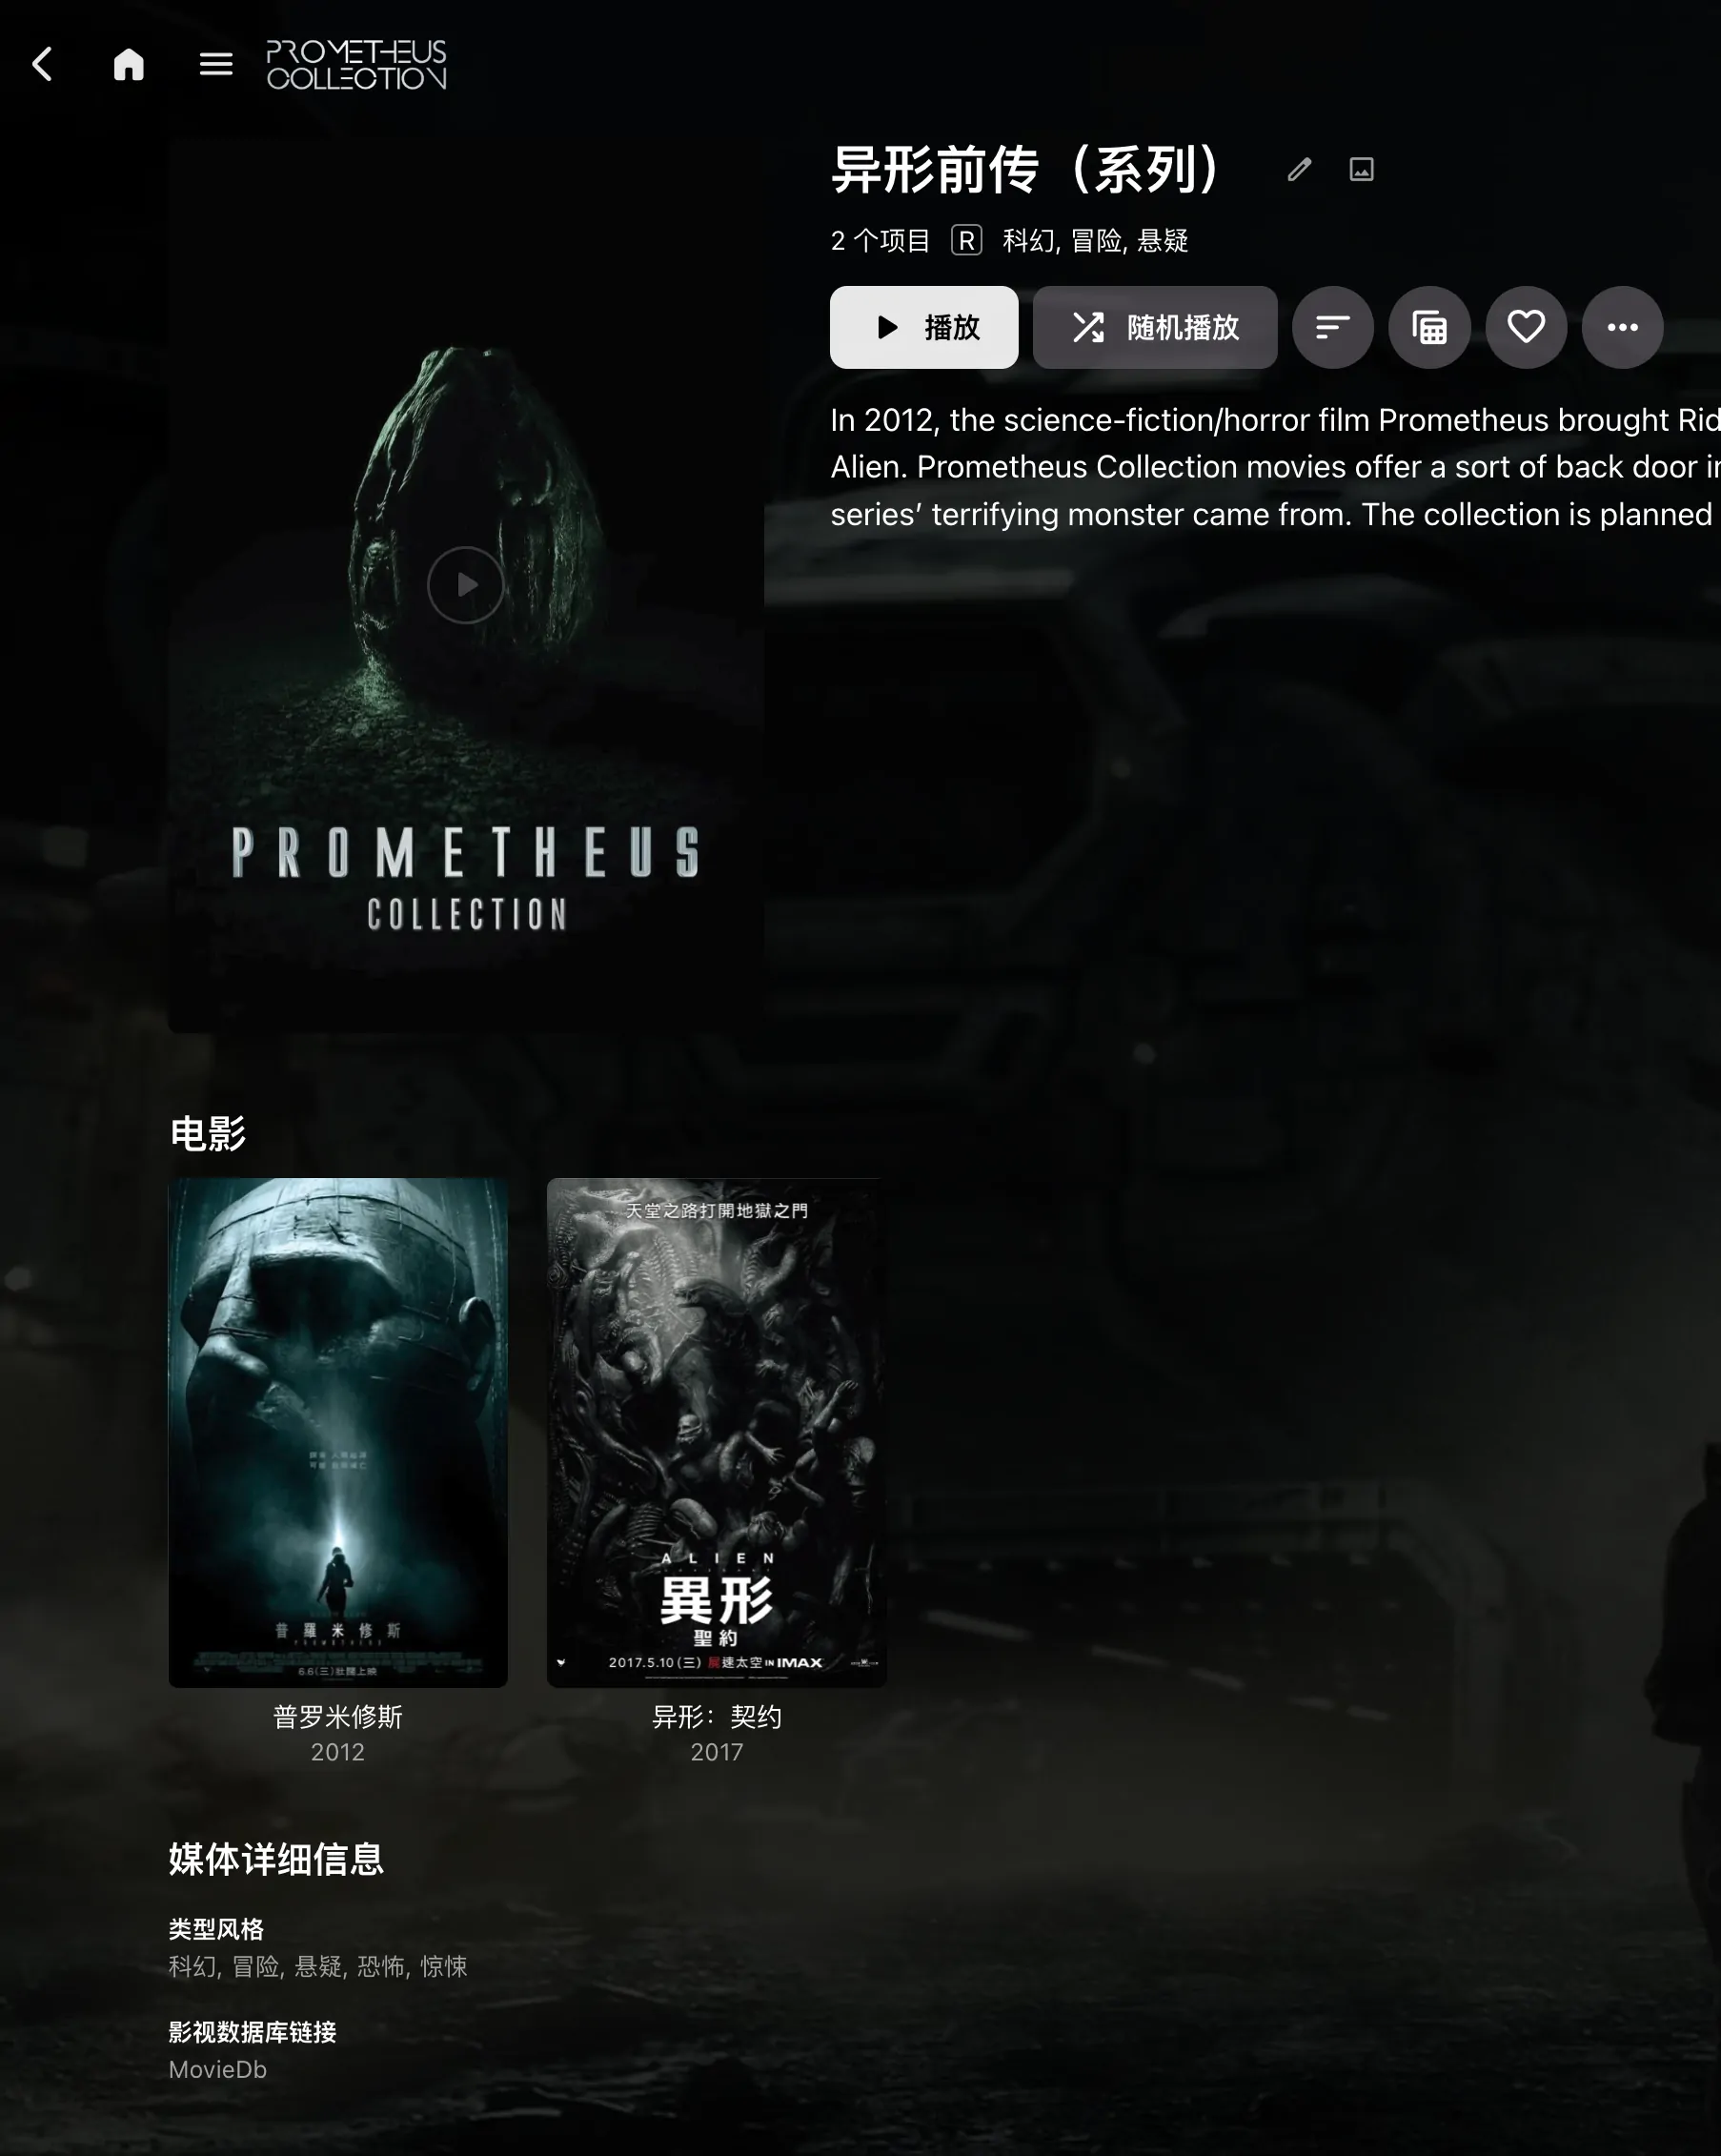 PROMETHEUS
COLLECTION
异形前传（系列）
2 个项目 R 科幻, 冒险, 悬疑
播放 随机播放
In 2012, the science-fiction/horror film Prometheus brought Rid
Alien. Prometheus Collection movies offer a sort of back door in
series’ terrifying monster came from. The collection is planned
PROMETHEUS
COLLECTION
电影
普羅米修斯
PROMETHEUS
6.6(三)壯闊上映
天堂之路打開地獄之門
ALIEN
異形
聖約
2017.5.10(三) 展速太空 IN IMAX
普罗米修斯
2012
异形：契约
2017
媒体详细信息
类型风格
科幻, 冒险, 悬疑, 恐怖, 惊悚
影视数据库链接
MovieDb